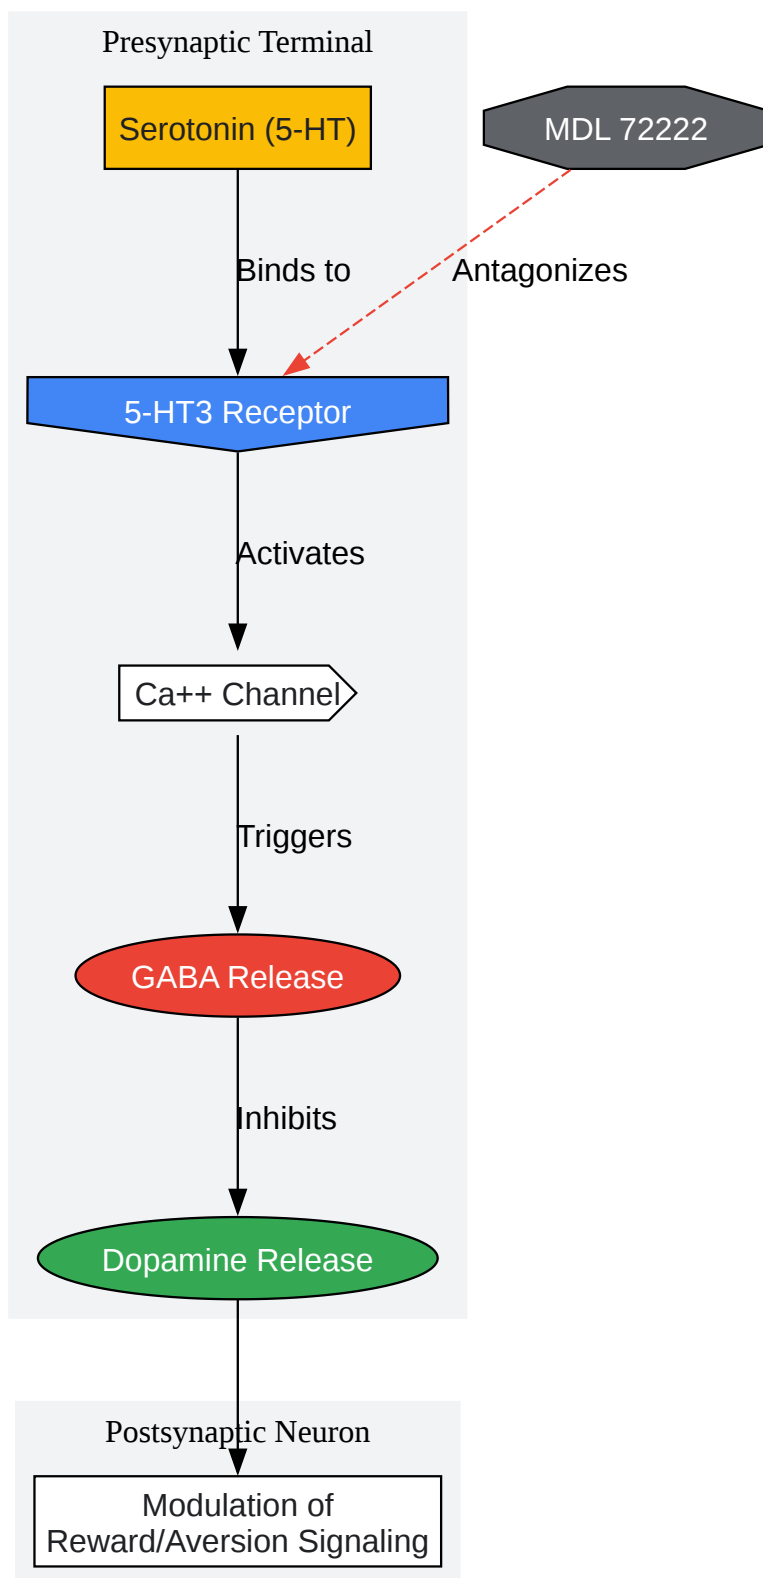 Presynaptic Terminal
Serotonin (5-HT)
MDL 72222
Binds to
Antagonizes
5-HT3 Receptor
Activates
Ca++ Channel
Triggers
GABA Release
Inhibits
Dopamine Release
Postsynaptic Neuron
Modulation of
Reward/Aversion Signaling